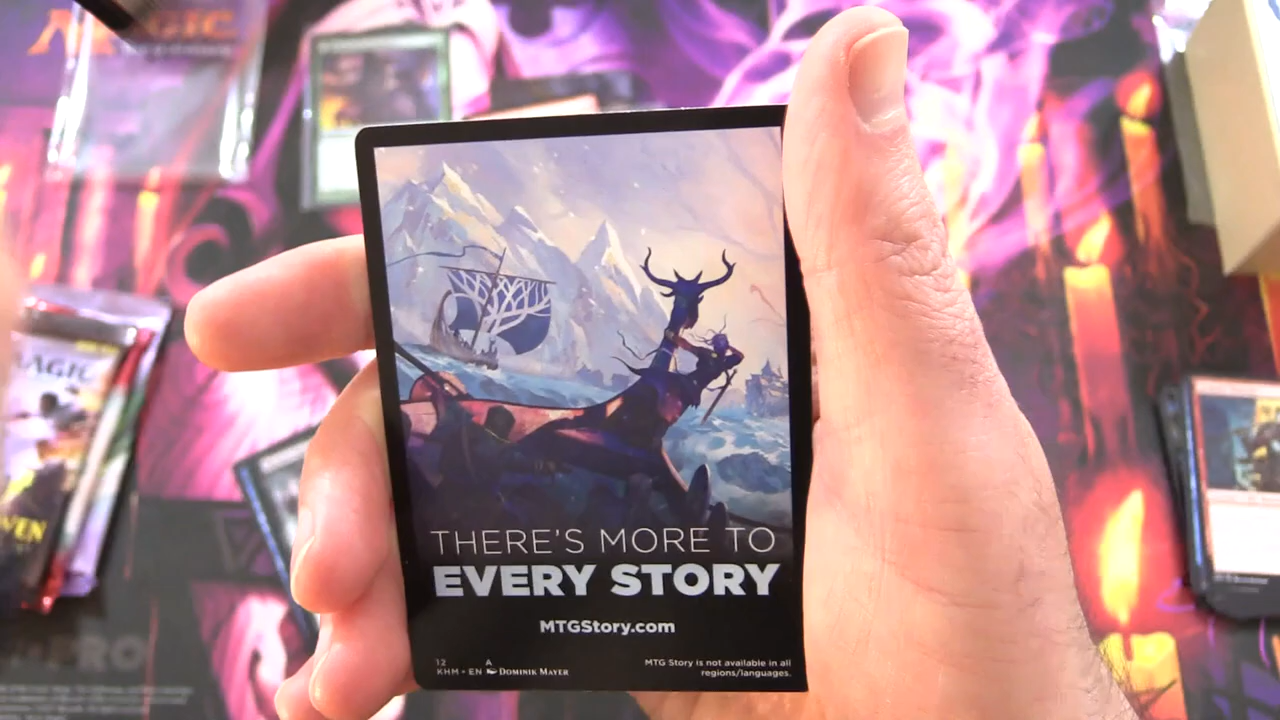 MAGIC
THERE'S MORE TO
EVERY STORY
MTGStory.com
12 A
KHM • EN DOMINIK MAYER
MTG Story is not available in all
regions/languages.